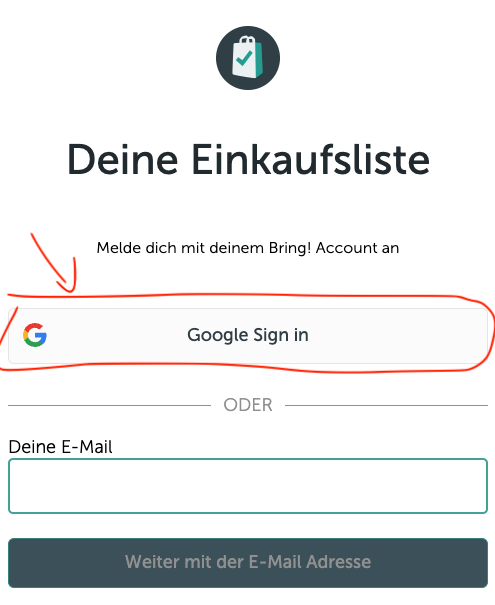 Deine Einkaufsliste
Melde dich mit deinem Bring! Account an
Google Sign in
ODER
Deine E-Mail
Weiter mit der E-Mail Adresse